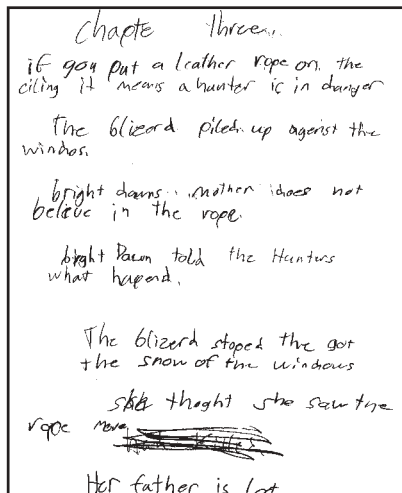 Chapte three..
if you put a leather rope on. the
ciling it means a hunter is in danger
The blizerd piled up agenst the
windos.
bright dawns.. mother does not
believe in the rope.
bright Dawn told the Hunters
what hapend.
The blizerd stoped the got
the snow of the windows
she thoght she saw the
rope move
Her father is lot